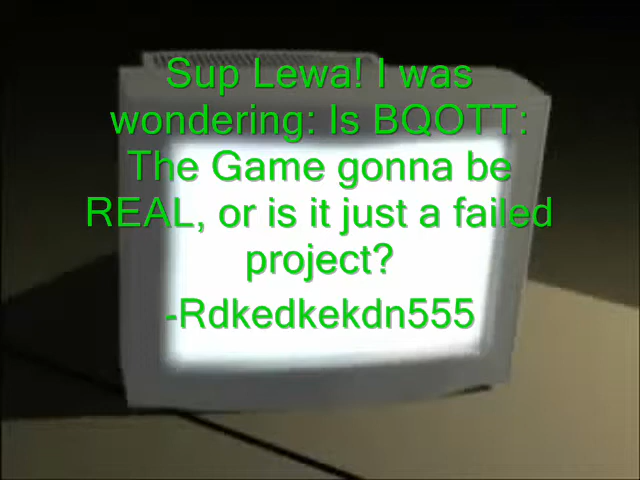 Sup Lewa! I was
wondering: Is BQOTT:
The Game gonna be
REAL, or is it just a failed
project?
-Rdkedkekdn555